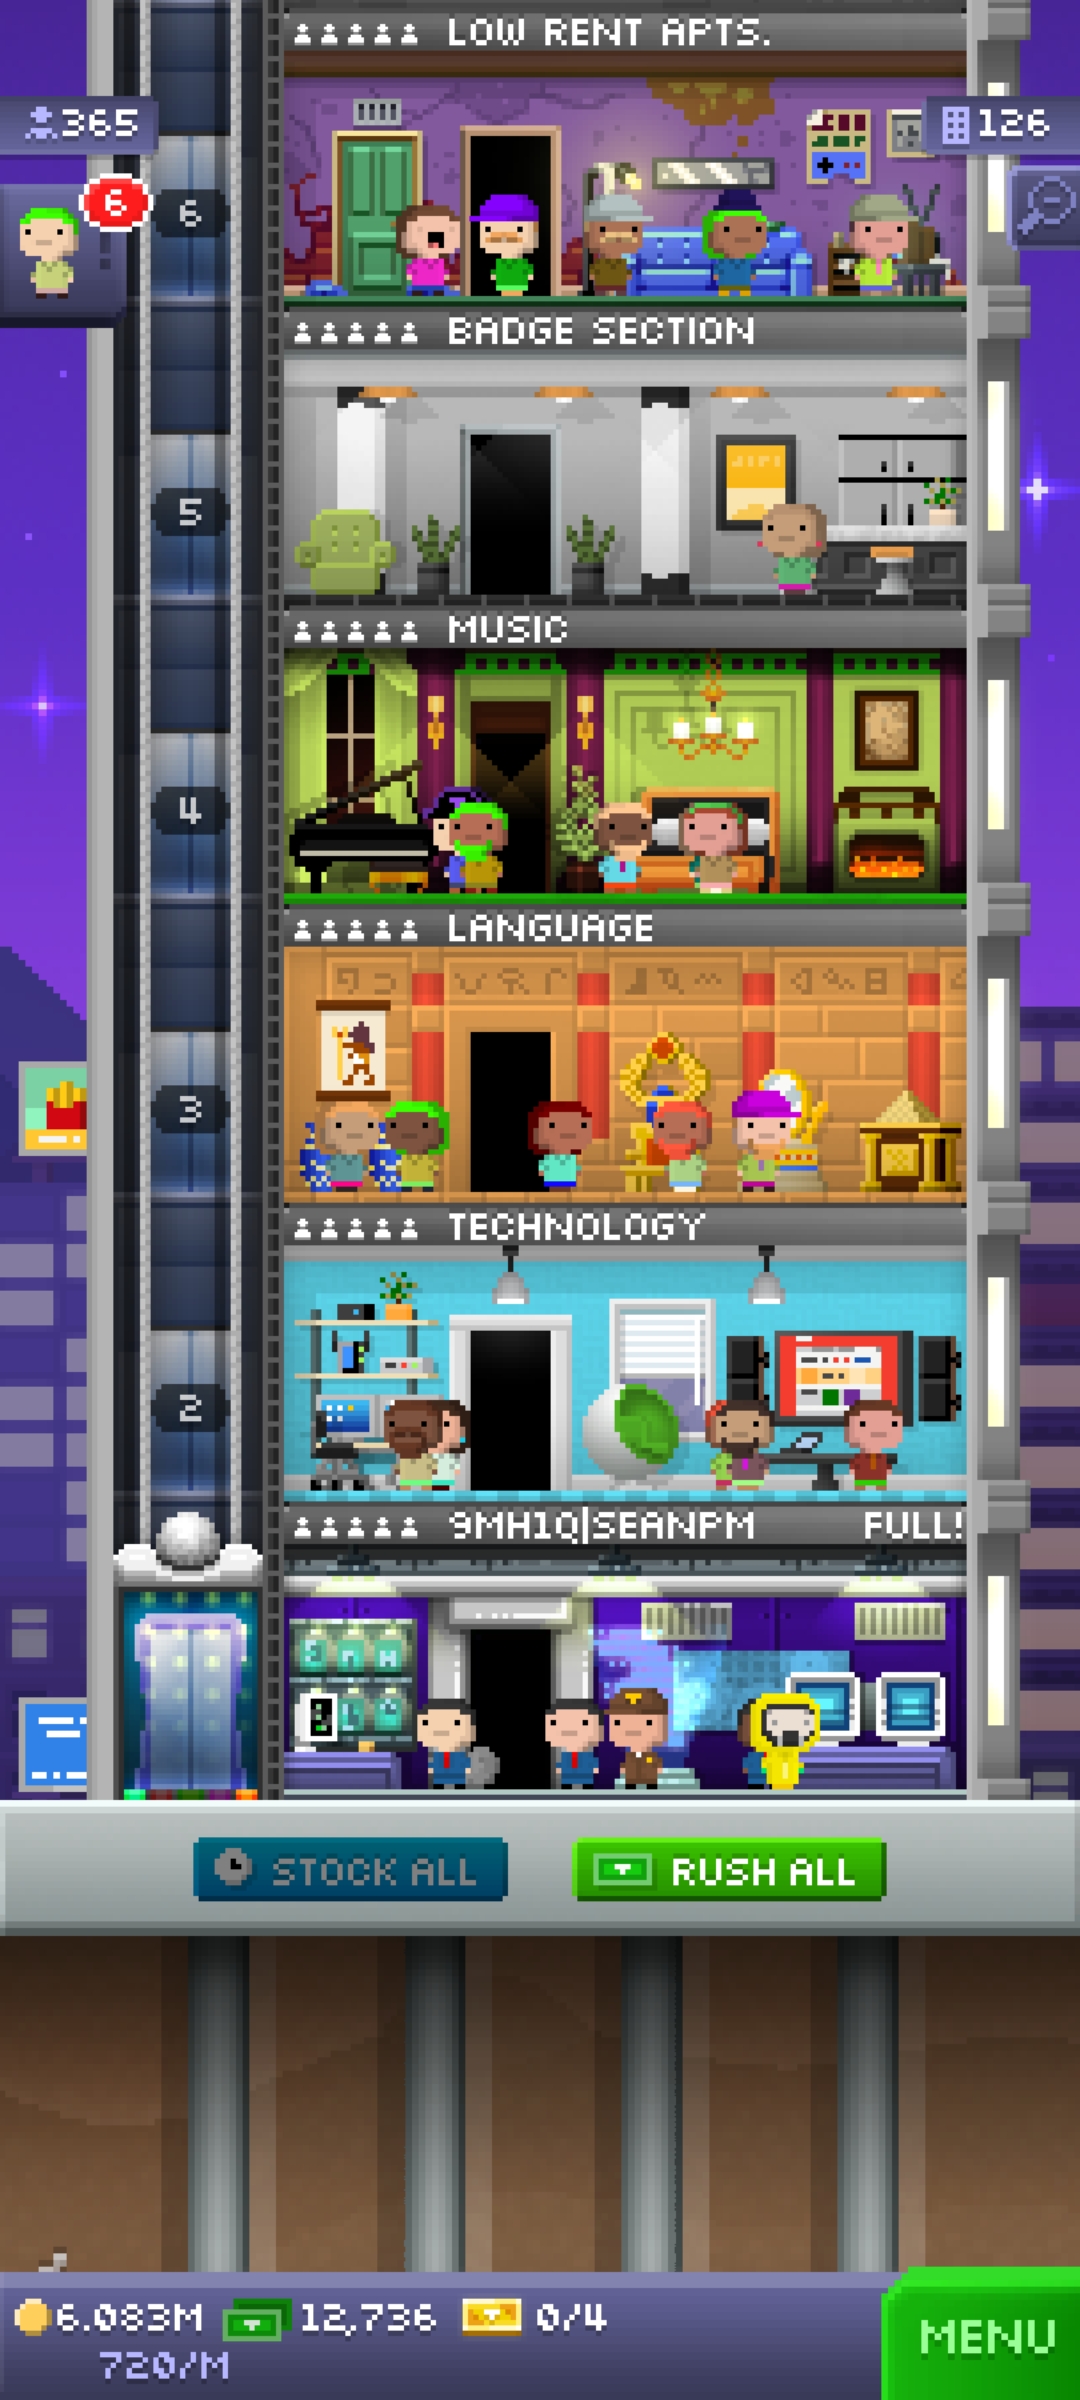 LOW RENT APTS.
365
126
6
6
BADGE SECTION
5
MUSIC
4
LANGUAGE
3
TECHNOLOGY
2
9MH1Q|SEANPM FULL!
STOCK ALL
RUSH ALL
6.083M 12,736 0/4
720/M
MENU